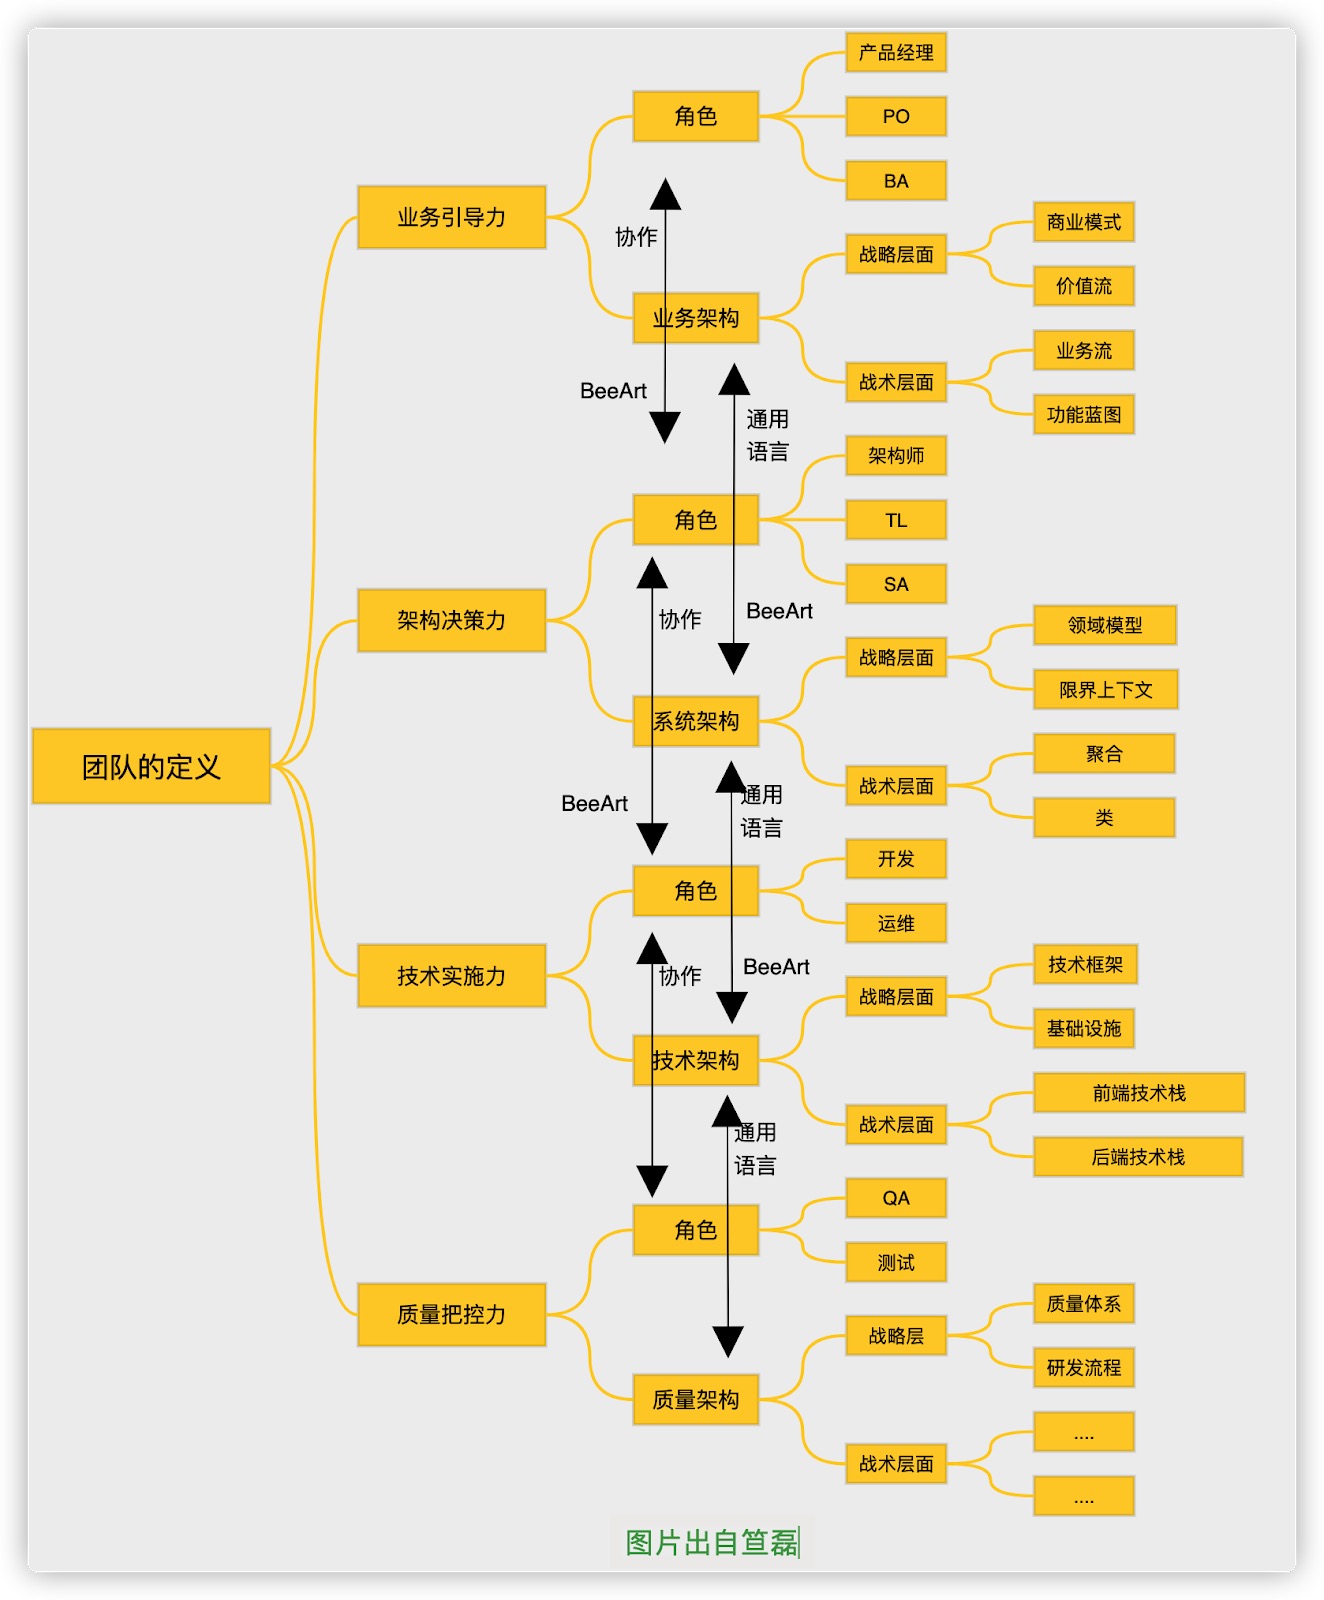 团队的定义
业务引导力
角色
产品经理
PO
BA
协作
业务架构
战略层面
商业模式
价值流
战术层面
业务流
功能蓝图
BeeArt
通用
语言
架构决策力
角色
架构师
TL
SA
BeeArt
协作
系统架构
战略层面
领域模型
限界上下文
战术层面
聚合
类
BeeArt
通用
语言
技术实施力
角色
开发
运维
BeeArt
协作
技术架构
战略层面
技术框架
基础设施
战术层面
前端技术栈
后端技术栈
通用
语言
质量把控力
角色
QA
测试
质量架构
战略层
质量体系
研发流程
战术层面
....
....
图片出自笪磊